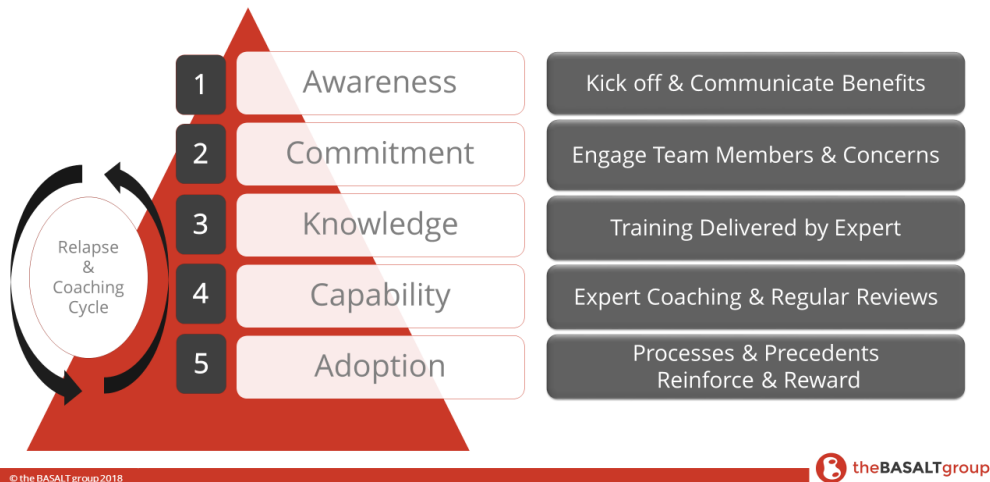 1
Awareness
Kick off & Communicate Benefits
2
Commitment
Engage Team Members & Concerns
3
Knowledge
Training Delivered by Expert
4
Capability
Expert Coaching & Regular Reviews
5
Adoption
Processes & Precedents
Reinforce & Reward
Relapse
&
Coaching
Cycle
© the BASALT group 2018
theBASALTgroup